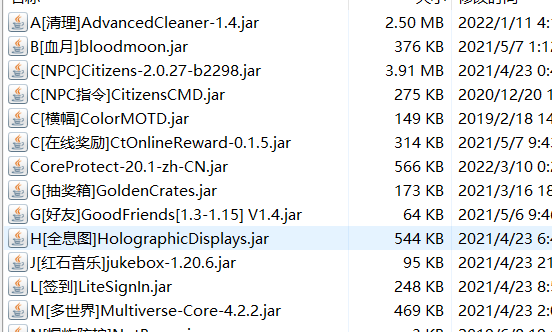 A[清理]AdvancedCleaner-1.4.jar 2.50 MB 2022/1/11 4:
B[血月]bloodmoon.jar 376 KB 2021/5/7 1:1
C[NPC]Citizens-2.0.27-b2298.jar 3.91 MB 2021/4/23 0:4
C[NPC指令]CitizensCMD.jar 275 KB 2020/12/20 1
C[横幅]ColorMOTD.jar 149 KB 2019/2/18 14
C[在线奖励]CtOnlineReward-0.1.5.jar 314 KB 2021/5/7 9:4
CoreProtect-20.1-zh-CN.jar 566 KB 2022/3/10 0:
G[抽奖箱]GoldenCrates.jar 173 KB 2021/3/16 18
G[好友]GoodFriends[1.3-1.15] V1.4.jar 64 KB 2021/5/6 9:4
H[全息图]HolographicDisplays.jar 544 KB 2021/4/23 6:
J[红石音乐]jukebox-1.20.6.jar 95 KB 2021/4/23 21
L[签到]LiteSignIn.jar 248 KB 2021/4/23 8:
M[多世界]Multiverse-Core-4.2.2.jar 469 KB 2021/4/23 2: